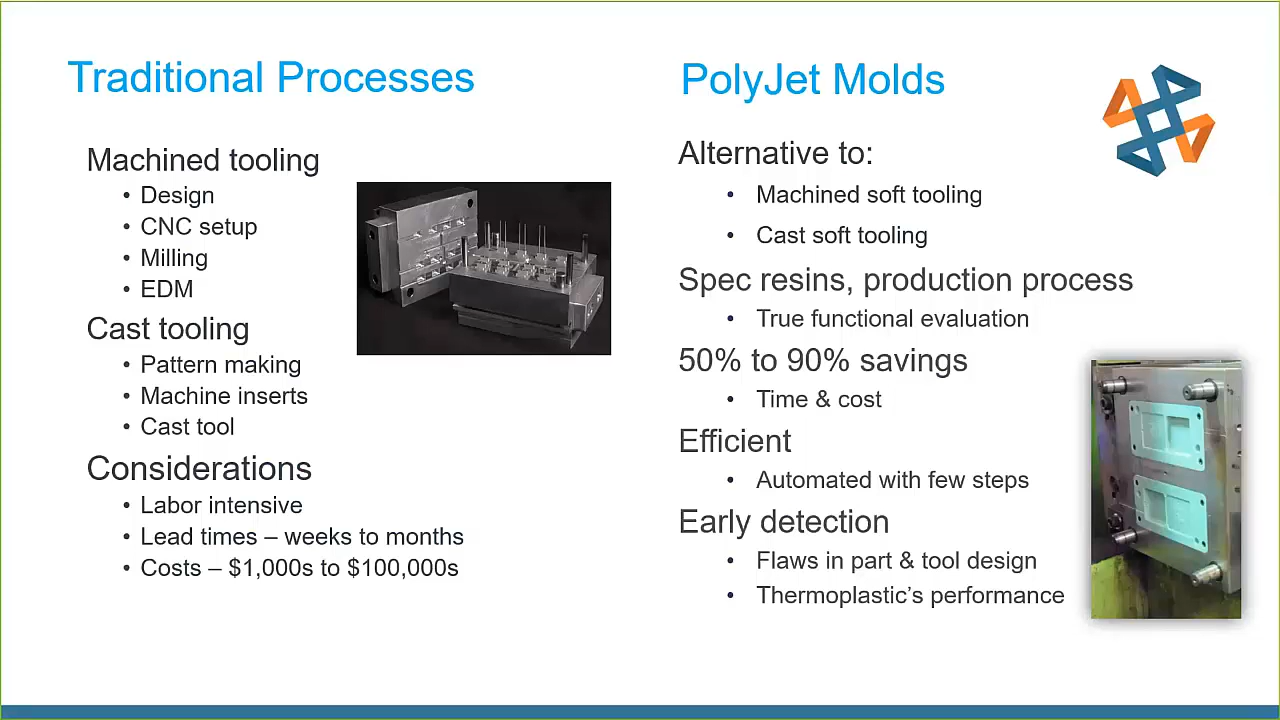 Traditional Processes
Machined tooling
• Design
• CNC setup
• Milling
• EDM
Cast tooling
• Pattern making
• Machine inserts
• Cast tool
Considerations
• Labor intensive
• Lead times – weeks to months
• Costs – $1,000s to $100,000s
PolyJet Molds
Alternative to:
• Machined soft tooling
• Cast soft tooling
Spec resins, production process
• True functional evaluation
50% to 90% savings
• Time & cost
Efficient
• Automated with few steps
Early detection
• Flaws in part & tool design
• Thermoplastic’s performance